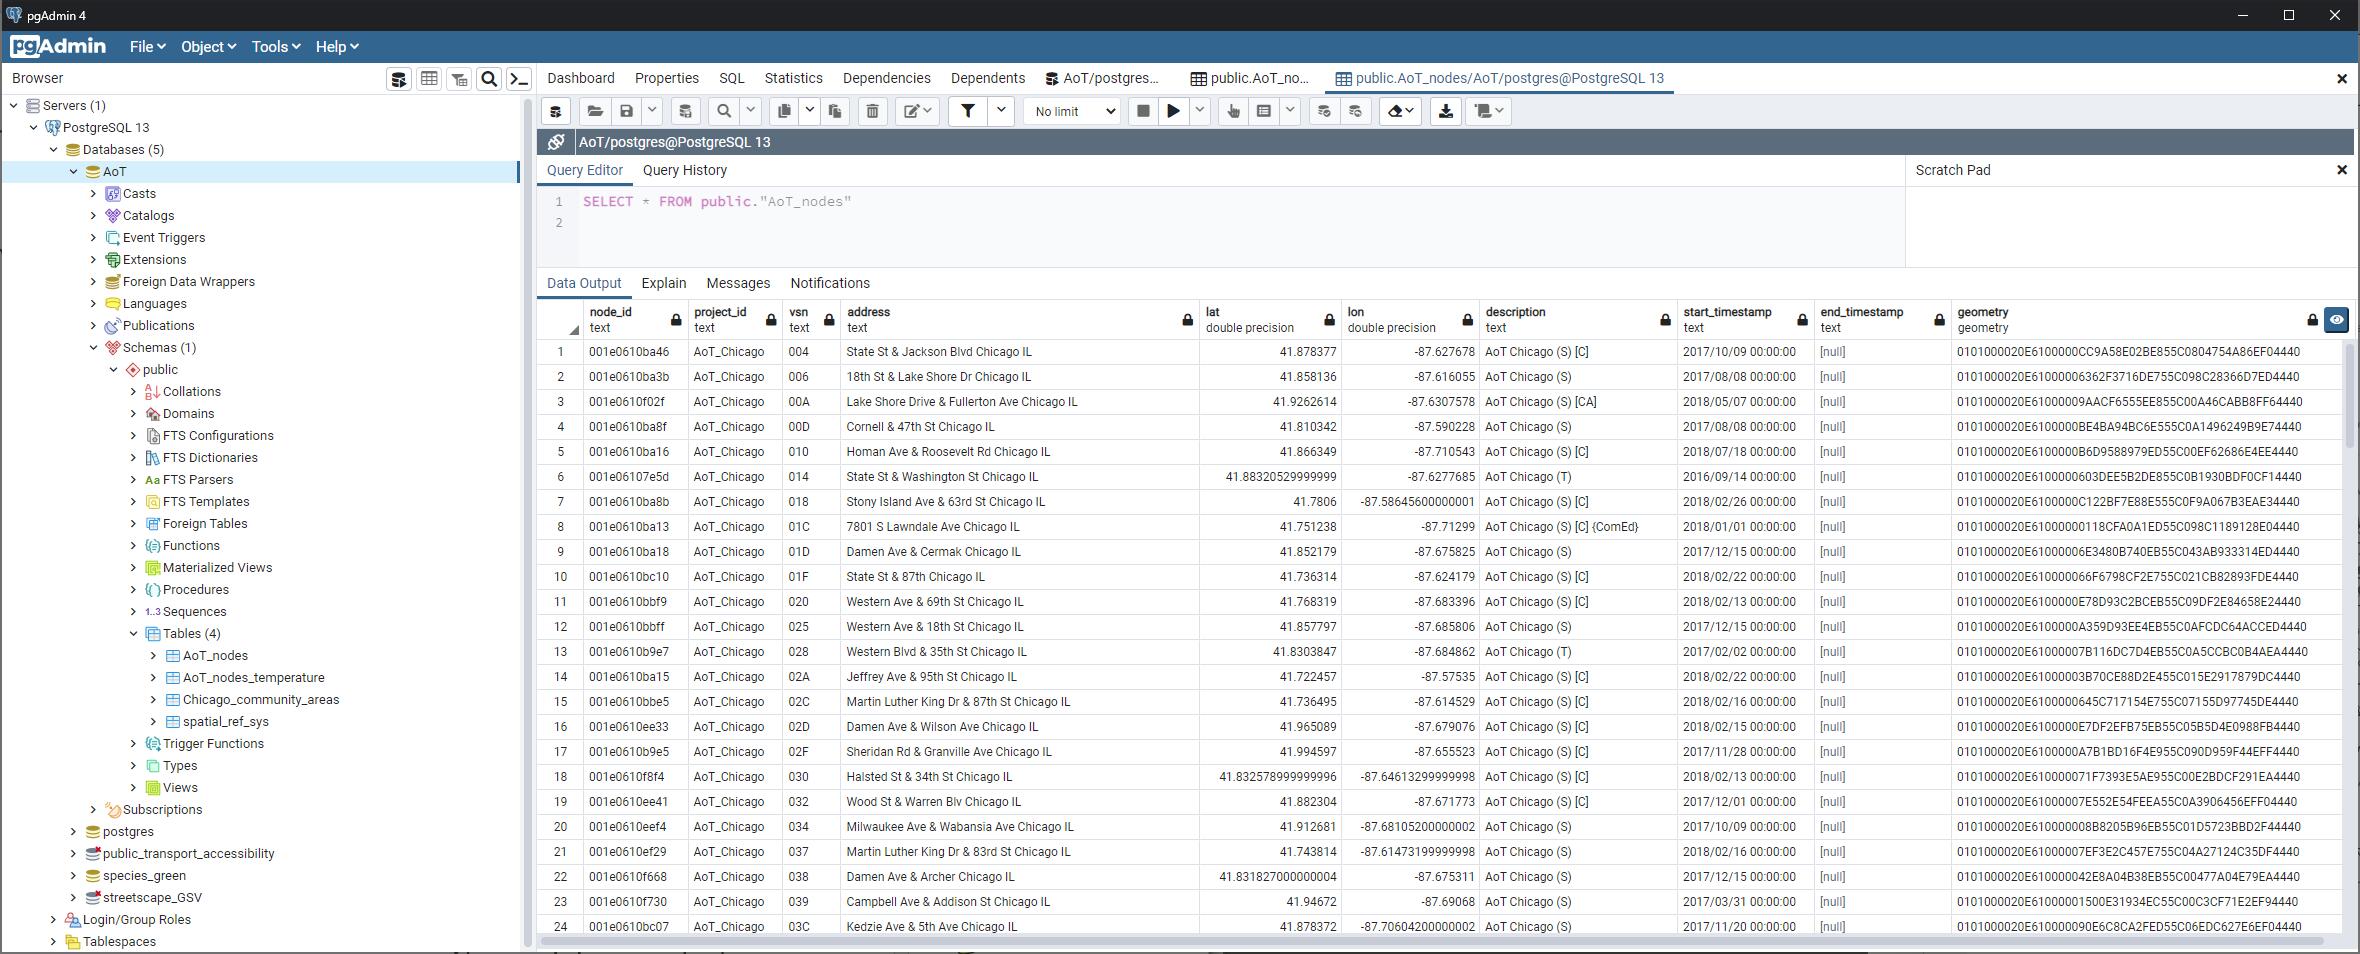 pgAdmin 4
pgAdmin File Object Tools Help
Browser
Dashboard Properties SQL Statistics Dependencies Dependents AoT/postgres... public.AoT_no... public.AoT_nodes/AoT/postgres@PostgreSQL 13
Servers (1)
PostgreSQL 13
Databases (5)
AoT
Casts
Catalogs
Event Triggers
Extensions
Foreign Data Wrappers
Languages
Publications
Schemas (1)
public
Collations
Domains
FTS Configurations
FTS Dictionaries
Aa FTS Parsers
FTS Templates
Foreign Tables
Functions
Materialized Views
Procedures
1..3 Sequences
Tables (4)
AoT_nodes
AoT_nodes_temperature
Chicago_community_areas
spatial_ref_sys
Trigger Functions
Types
Views
Subscriptions
postgres
public_transport_accessibility
species_green
streetscape_GSV
Login/Group Roles
Tablespaces
No limit
AoT/postgres@PostgreSQL 13
Query Editor Query History
Scratch Pad
1 SELECT * FROM public."AoT_nodes"
2
Data Output Explain Messages Notifications
node_id project_id vsn address lat lon description start_timestamp end_timestamp geometry
text text text text double precision double precision text text text geometry
1 001e0610ba46 AoT_Chicago 004 State St & Jackson Blvd Chicago IL 41.878377 -87.627678 AoT Chicago (S) [C] 2017/10/09 00:00:00 [null] 0101000020E6100000CC9A58E02BE855C0804754A86EF04440
2 001e0610ba3b AoT_Chicago 006 18th St & Lake Shore Dr Chicago IL 41.858136 -87.616055 AoT Chicago (S) 2017/08/08 00:00:00 [null] 0101000020E61000006362F3716DE755C098C28366D7ED4440
3 001e0610f02f AoT_Chicago 00A Lake Shore Drive & Fullerton Ave Chicago IL 41.9262614 -87.6307578 AoT Chicago (S) [CA] 2018/05/07 00:00:00 [null] 0101000020E61000009AACF6555EE855C00A46CABB8FF64440
4 001e0610ba8f AoT_Chicago 00D Cornell & 47th St Chicago IL 41.810342 -87.590228 AoT Chicago (S) 2017/08/08 00:00:00 [null] 0101000020E6100000BE4BA94BC6E555C0A1496249B9E74440
5 001e0610ba16 AoT_Chicago 010 Homan Ave & Roosevelt Rd Chicago IL 41.866349 -87.710543 AoT Chicago (S) [C] 2018/07/18 00:00:00 [null] 0101000020E6100000B6D9588979ED55C00EF62686E4EE4440
6 001e06107e5d AoT_Chicago 014 State St & Washington St Chicago IL 41.88320529999999 -87.6277685 AoT Chicago (T) 2016/09/14 00:00:00 [null] 0101000020E6100000603DEE5B2AE855C0B1930BDF0CF14440
7 001e0610ba8b AoT_Chicago 018 Stony Island Ave & 63rd St Chicago IL 41.7806 -87.58645600000001 AoT Chicago (S) [C] 2018/02/26 00:00:00 [null] 0101000020E6100000C122BF7E88E555C0F9A067B3EAE34440
8 001e0610ba13 AoT_Chicago 01C 7801 S Lawndale Ave Chicago IL 41.751238 -87.71299 AoT Chicago (S) [C] {ComEd} 2018/01/01 00:00:00 [null] 0101000020E61000000118CFA0A1ED55C098C1189128E04440
9 001e0610ba18 AoT_Chicago 01D Damen Ave & Cermak Chicago IL 41.852179 -87.675825 AoT Chicago (S) 2017/12/15 00:00:00 [null] 0101000020E61000006E3480B740EB55C043AB933314ED4440
10 001e0610bc10 AoT_Chicago 01F State St & 87th Chicago IL 41.736314 -87.624179 AoT Chicago (S) [C] 2018/02/22 00:00:00 [null] 0101000020E610000066F6798CF2E755C021CB82893FDE4440
11 001e0610bbf9 AoT_Chicago 020 Western Ave & 69th St Chicago IL 41.768319 -87.683396 AoT Chicago (S) [C] 2018/02/13 00:00:00 [null] 0101000020E6100000E78D93C2BCEB55C09DF2E84658E24440
12 001e0610bbff AoT_Chicago 025 Western Ave & 18th St Chicago IL 41.857797 -87.685806 AoT Chicago (S) 2017/12/15 00:00:00 [null] 0101000020E6100000A359D93EE4EB55C0AFCDC64ACCED4440
13 001e0610b9e7 AoT_Chicago 028 Western Blvd & 35th St Chicago IL 41.8303847 -87.684862 AoT Chicago (T) 2017/02/02 00:00:00 [null] 0101000020E61000007B116DC7D4EB55C0A5CCBC0B4AEA4440
14 001e0610ba15 AoT_Chicago 02A Jeffrey Ave & 95th St Chicago IL 41.722457 -87.57535 AoT Chicago (S) [C] 2018/02/22 00:00:00 [null] 0101000020E61000003B70CE88D2E455C015E2917879DC4440
15 001e0610bbe5 AoT_Chicago 02C Martin Luther King Dr & 87th St Chicago IL 41.736495 -87.614529 AoT Chicago (S) [C] 2018/02/16 00:00:00 [null] 0101000020E6100000645C717154E755C07155D97745DE4440
16 001e0610ee33 AoT_Chicago 02D Damen Ave & Wilson Ave Chicago IL 41.965089 -87.679076 AoT Chicago (S) [C] 2018/02/15 00:00:00 [null] 0101000020E6100000E7DF2EFB75EB55C05B5D4E0988FB4440
17 001e0610b9e5 AoT_Chicago 02F Sheridan Rd & Granville Ave Chicago IL 41.994597 -87.655523 AoT Chicago (S) [C] 2017/11/28 00:00:00 [null] 0101000020E6100000A7B1BD16F4E955C090D959F44EFF4440
18 001e0610f8f4 AoT_Chicago 030 Halsted St & 34th St Chicago IL 41.832578999999996 -87.64613299999998 AoT Chicago (S) [C] 2018/02/13 00:00:00 [null] 0101000020E610000071F7393E5AE955C00E2BDCF291EA4440
19 001e0610ee41 AoT_Chicago 032 Wood St & Warren Blv Chicago IL 41.882304 -87.671773 AoT Chicago (S) [C] 2017/12/01 00:00:00 [null] 0101000020E61000007E552E54FEEA55C0A3906456EFF04440
20 001e0610eef4 AoT_Chicago 034 Milwaukee Ave & Wabansia Ave Chicago IL 41.912681 -87.68105200000002 AoT Chicago (S) 2017/10/09 00:00:00 [null] 0101000020E61000008B8205B96EB55C01D5723BBD2F44440
21 001e0610ef29 AoT_Chicago 037 Martin Luther King Dr & 83rd St Chicago IL 41.743814 -87.61473199999998 AoT Chicago (S) 2018/02/16 00:00:00 [null] 0101000020E61000007EF3E2C457E755C04A27124C35DF4440
22 001e0610f668 AoT_Chicago 038 Damen Ave & Archer Chicago IL 41.831827000000004 -87.675311 AoT Chicago (S) 2017/12/15 00:00:00 [null] 0101000020E610000042E8A04B38EB55C00477A04E79EA4440
23 001e0610f730 AoT_Chicago 039 Campbell Ave & Addison St Chicago IL 41.94672 -87.69068 AoT Chicago (S) 2017/03/31 00:00:00 [null] 0101000020E61000001500E31934EC55C00C3CF71E2EF94440
24 001e0610bc07 AoT_Chicago 03C Kedzie Ave & 5th Ave Chicago IL 41.878372 -87.70604200000002 AoT Chicago (S) 2017/11/20 00:00:00 [null] 0101000020E610000090E6C8CA2FED55C06EDC627E6EF04440